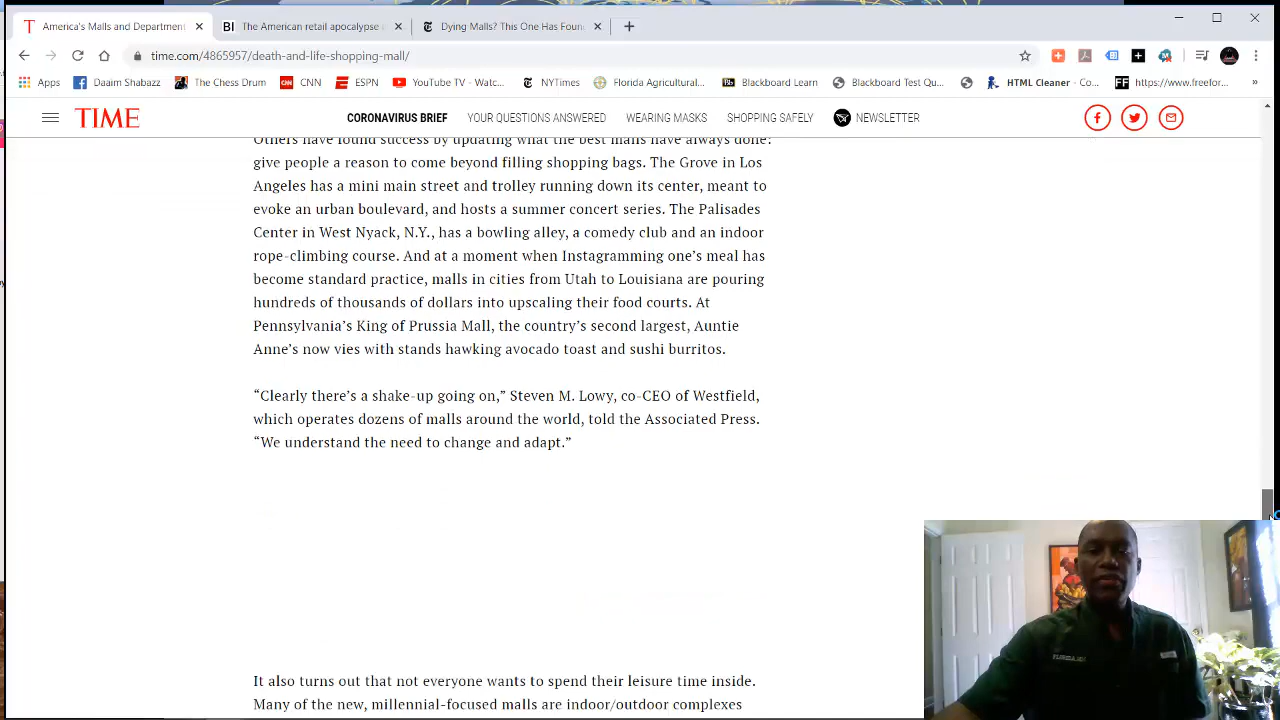 America's Malls and Department
BI The American retail apocalypse
Dying Malls? This One Has Foun
time.com/4865957/death-and-life-shopping-mall/
Apps
Daaim Shabazz
The Chess Drum
CNN CNN
ESPN
YouTube TV - Watc...
NYTimes
Florida Agricultural...
Bb Blackboard Learn
Blackboard Test Qu...
HTML Cleaner — Co...
FF https://www.freefor...
TIME
CORONAVIRUS BRIEF
YOUR QUESTIONS ANSWERED
WEARING MASKS
SHOPPING SAFELY
NEWSLETTER
Others have found success by updating what the best malls have always done:
give people a reason to come beyond filling shopping bags. The Grove in Los
Angeles has a mini main street and trolley running down its center, meant to
evoke an urban boulevard, and hosts a summer concert series. The Palisades
Center in West Nyack, N.Y., has a bowling alley, a comedy club and an indoor
rope-climbing course. And at a moment when Instagramming one's meal has
become standard practice, malls in cities from Utah to Louisiana are pouring
hundreds of thousands of dollars into upscaling their food courts. At
Pennsylvania's King of Prussia Mall, the country's second largest, Auntie
Anne's now vies with stands hawking avocado toast and sushi burritos.
“Clearly there's a shake-up going on,” Steven M. Lowy, co-CEO of Westfield,
which operates dozens of malls around the world, told the Associated Press.
“We understand the need to change and adapt.”
It also turns out that not everyone wants to spend their leisure time inside.
Many of the new, millennial-focused malls are indoor/outdoor complexes